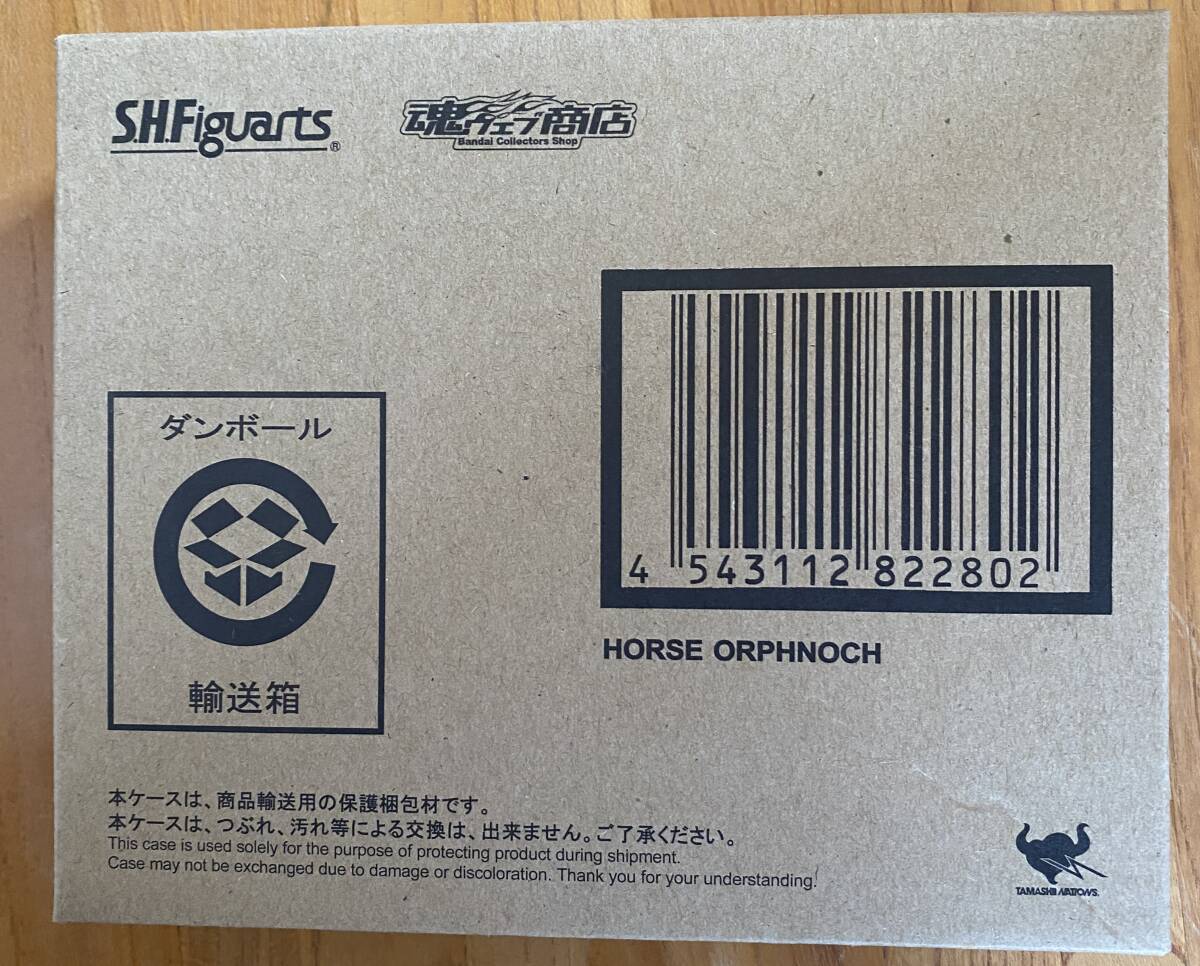 S.H.Figuarts®
魂ウェブ商店
Bandai Collectors Shop
4 543112 822802
HORSE ORPHNOCH
ダンボール
輸送箱
本ケースは、商品輸送用の保護梱包材です。
本ケースは、つぶれ、汚れ等による交換は、出来ません。ご了承ください。
This case is used solely for the purpose of protecting product during shipment.
Case may not be exchanged due to damage or discoloration. Thank you for your understanding.
TAMASHII NATIONS.